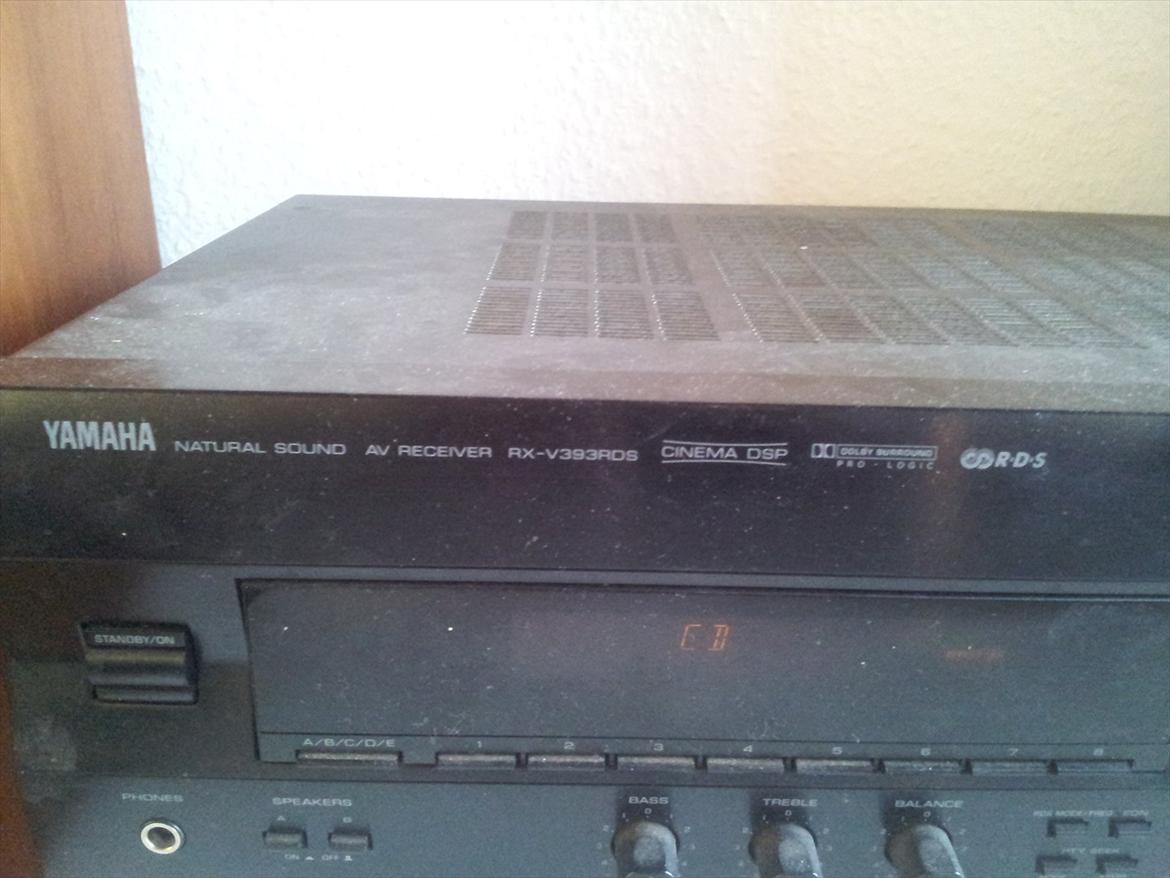 YAMAHA NATURAL SOUND AV RECEIVER RX-V393RDS CINEMA DSP DOLBY SURROUND R·D·S
PRO · LOGIC
STANDBY/ON
A/B/C/D/E 1 2 3 4 5 6 7 8
PHONES SPEAKERS BASS TREBLE BALANCE
A B
ON OFF